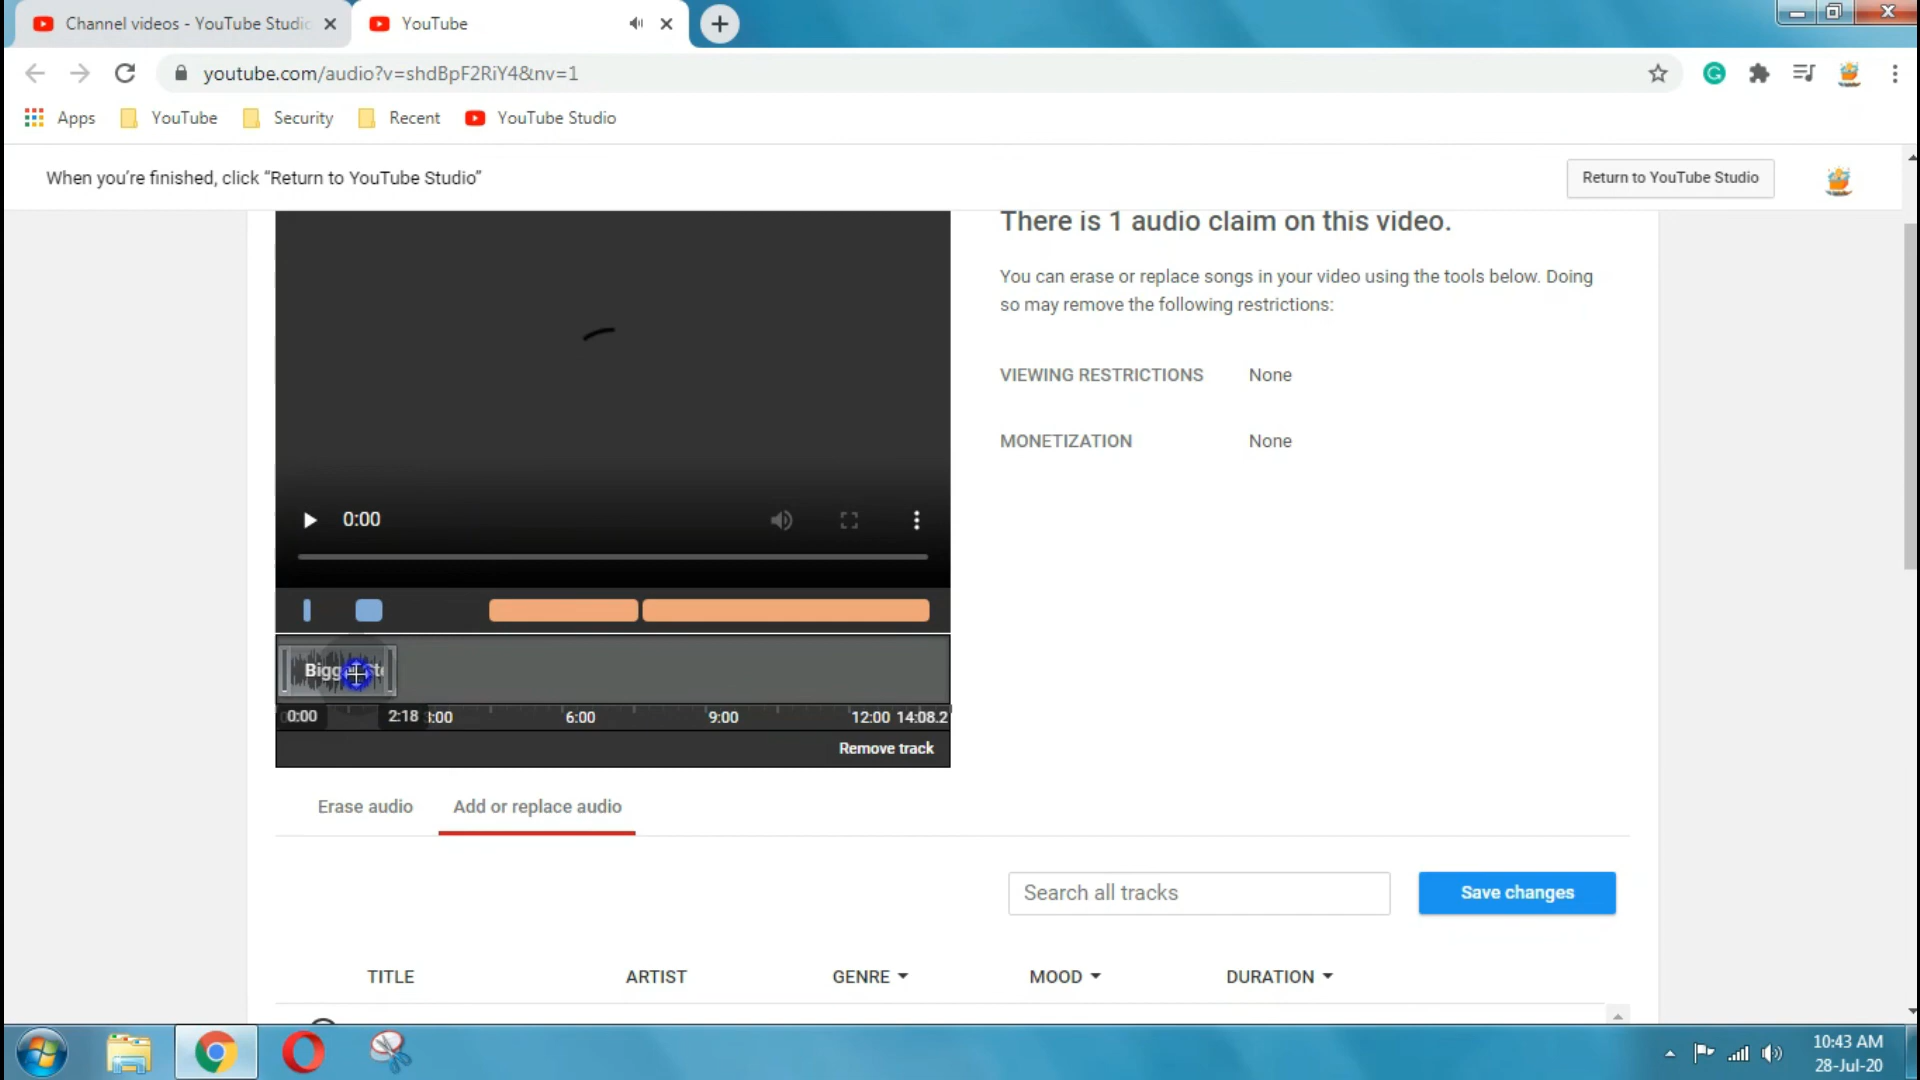 Channel videos - YouTube Studio
YouTube
youtube.com/audio?v=shdBpF2RiY4&nv=1
Apps
YouTube
Security
Recent
YouTube Studio
When you're finished, click “Return to YouTube Studio”
Return to YouTube Studio
There is 1 audio claim on this video.
You can erase or replace songs in your video using the tools below. Doing
so may remove the following restrictions:
VIEWING RESTRICTIONS None
MONETIZATION None
0:00
0:00 2:18 3:00 6:00 9:00 12:00 14:08.2
Remove track
Erase audio
Add or replace audio
Search all tracks
Save changes
TITLE ARTIST GENRE MOOD DURATION
10:43 AM
28-Jul-20